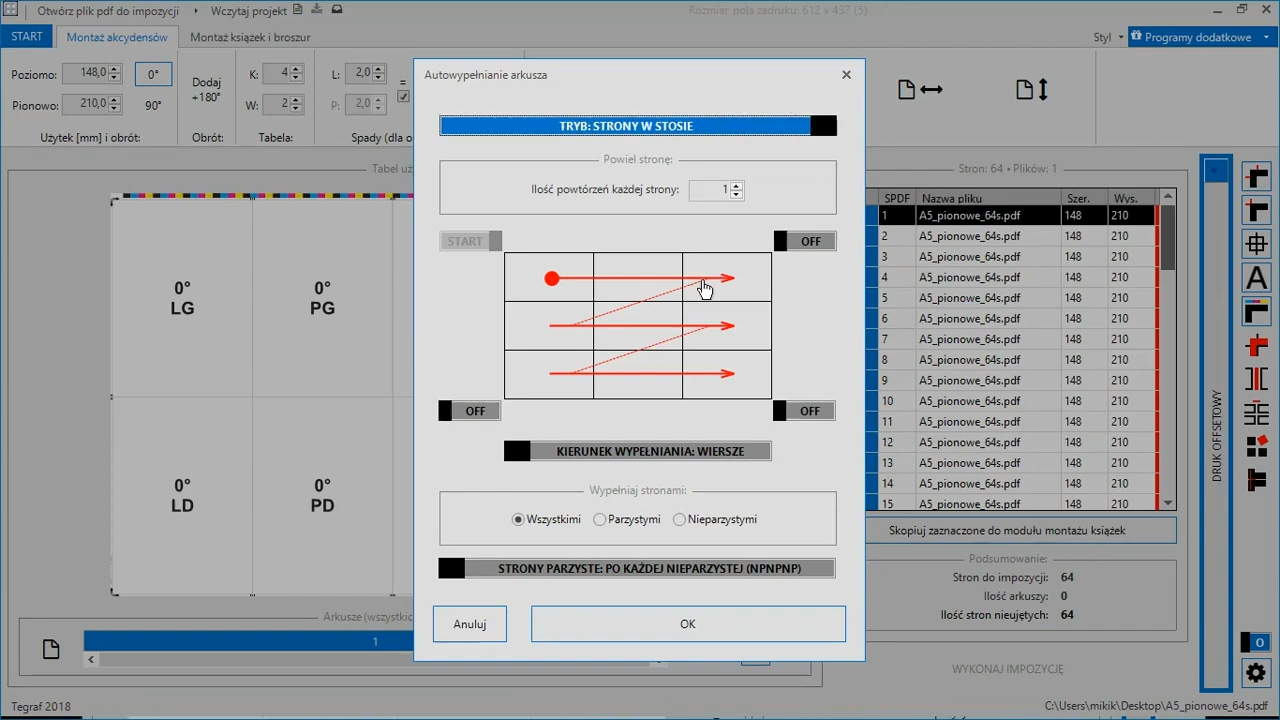 Otwórz plik pdf do impozycji
Wczytaj projekt
Rozmiar pola zadruku: 612 x 437 (5)
START
Montaż akcydensów
Montaż książek i broszur
Styl
Programy dodatkowe
Poziomo: 148,0
0°
Pionowo: 210,0
90°
Użytek [mm] i obrót:
Dodaj
+180°
Obrót:
K: 4
W: 2
Tabela:
L: 2,0
P: 2,0
=
Spady (dla o
Autowypełnianie arkusza
TRYB: STRONY W STOSIE
Powiel stronę:
Ilość powtórzeń każdej strony: 1
START
OFF
OFF
OFF
KIERUNEK WYPEŁNIANIA: WIERSZE
Wypełniaj stronami:
Wszystkimi
Parzystymi
Nieparzystymi
STRONY PARZYSTE: PO KAŻDEJ NIEPARZYSTEJ (NPNPNP)
Anuluj
OK
Tabel uż
0°
LG
0°
PG
0°
LD
0°
PD
Arkusze (wszystkic
1
Stron: 64 • Plików: 1
SPDF Nazwa pliku Szer. Wys.
1 A5_pionowe_64s.pdf 148 210
2 A5_pionowe_64s.pdf 148 210
3 A5_pionowe_64s.pdf 148 210
4 A5_pionowe_64s.pdf 148 210
5 A5_pionowe_64s.pdf 148 210
6 A5_pionowe_64s.pdf 148 210
7 A5_pionowe_64s.pdf 148 210
8 A5_pionowe_64s.pdf 148 210
9 A5_pionowe_64s.pdf 148 210
10 A5_pionowe_64s.pdf 148 210
11 A5_pionowe_64s.pdf 148 210
12 A5_pionowe_64s.pdf 148 210
13 A5_pionowe_64s.pdf 148 210
14 A5_pionowe_64s.pdf 148 210
15 A5_pionowe_64s.pdf 148 210
Skopiuj zaznaczone do modułu montażu książek
Podsumowanie:
Stron do impozycji: 64
Ilość arkuszy: 0
Ilość stron nieujętych: 64
WYKONAJ IMPOZYCJĘ
DRUK OFFSETOWY
A
O
Tegraf 2018
C:\Users\mikik\Desktop\A5_pionowe_64s.pdf